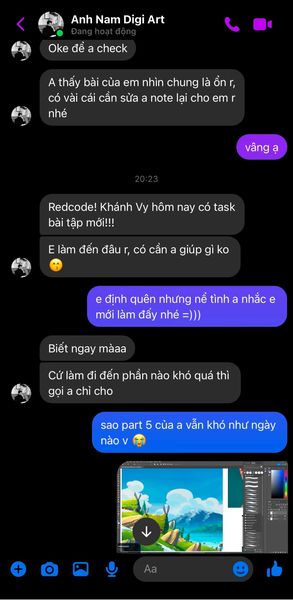 Anh Nam Digi Art
Đang hoạt động
Oke để a check
A thấy bài của em nhìn chung là ổn r,
có vài cái cần sửa a note lại cho em r
nhé
vâng ạ
20:23
Redcode! Khánh Vy hôm nay có task
bài tập mới!!!
E làm đến đâu r, có cần a giúp gì ko
😙
e định quên nhưng nể tình a nhắc e
mới làm đấy nhé =)))
Biết ngay màaa
Cứ làm đi đến phần nào khó quá thì
gọi a chỉ cho
sao part 5 của a vẫn khó như ngày
nào v 😭
Aa